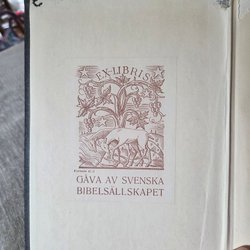 EX-LIBRIS
GÅVA AV SVENSKA
BIBELSÄLLSKAPET